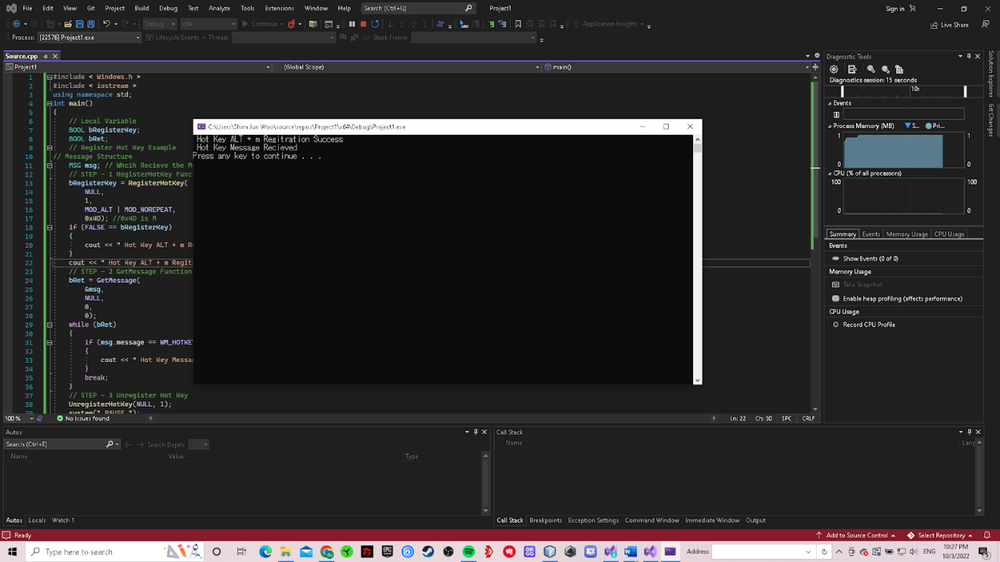 File Edit View Git Project Build Debug Test Analyze Tools Extensions Window Help Search (Ctrl+Q) Project1 Sign in
Debug x64 Continue Application Insights Live Share
Process: [22576] Project1.exe Lifecycle Events Thread: Stack Frame:
Source.cpp
Project1 (Global Scope) main()
1 #include < Windows.h >
2 #include < iostream >
3 using namespace std;
4 int main()
5 {
6 // Local Variable
7 BOOL bRegisterKey;
8 BOOL bRet;
9 // Register Hot Key Example
10 // Message Structure
11 MSG msg; // Whcih Recieve the M
12 // STEP - 1 RegisterHotKey Func
13 bRegisterKey = RegisterHotKey(
14 NULL,
15 1,
16 MOD_ALT | MOD_NOREPEAT,
17 0x4D); //0x4D is M
18 if (FALSE == bRegisterKey)
19 {
20 cout << " Hot Key ALT + m R
21 }
22 cout << " Hot Key ALT + m Regit
23 // STEP - 2 GetMessage Function
24 bRet = GetMessage(
25 &msg,
26 NULL,
27 0,
28 0);
29 while (bRet)
30 {
31 if (msg.message == WM_HOTKE
32 {
33 cout << " Hot Key Messa
34 }
35 break;
36 }
37 // STEP - 3 Unregister Hot Key
38 UnregisterHotKey(NULL, 1);
39 system(" PAUSE ");
C:\Users\Shim Jun Woo\source\repos\Project1\x64\Debug\Project1.exe
Hot Key ALT + m Regitration Success
Hot Key Message Recieved
Press any key to continue . . .
Diagnostic Tools
Diagnostics session: 15 seconds
10s
Events
Process Memory (MB) S... Pri...
1 1
0 0
CPU (% of all processors)
100 100
0 0
Summary Events Memory Usage CPU Usage
Events
Show Events (0 of 0)
Memory Usage
Take Snapshot
Enable heap profiling (affects performance)
CPU Usage
Record CPU Profile
Solution Explorer
Git Changes
100 % No issues found Ln: 22 Ch: 30 SPC CRLF
Autos
Search (Ctrl+E) Search Depth:
Name Value Type
Autos Locals Watch 1
Call Stack
Name Lang
Call Stack Breakpoints Exception Settings Command Window Immediate Window Output
Ready Add to Source Control Select Repository
Type here to search Address ENG 10:27 PM
10/3/2022
5